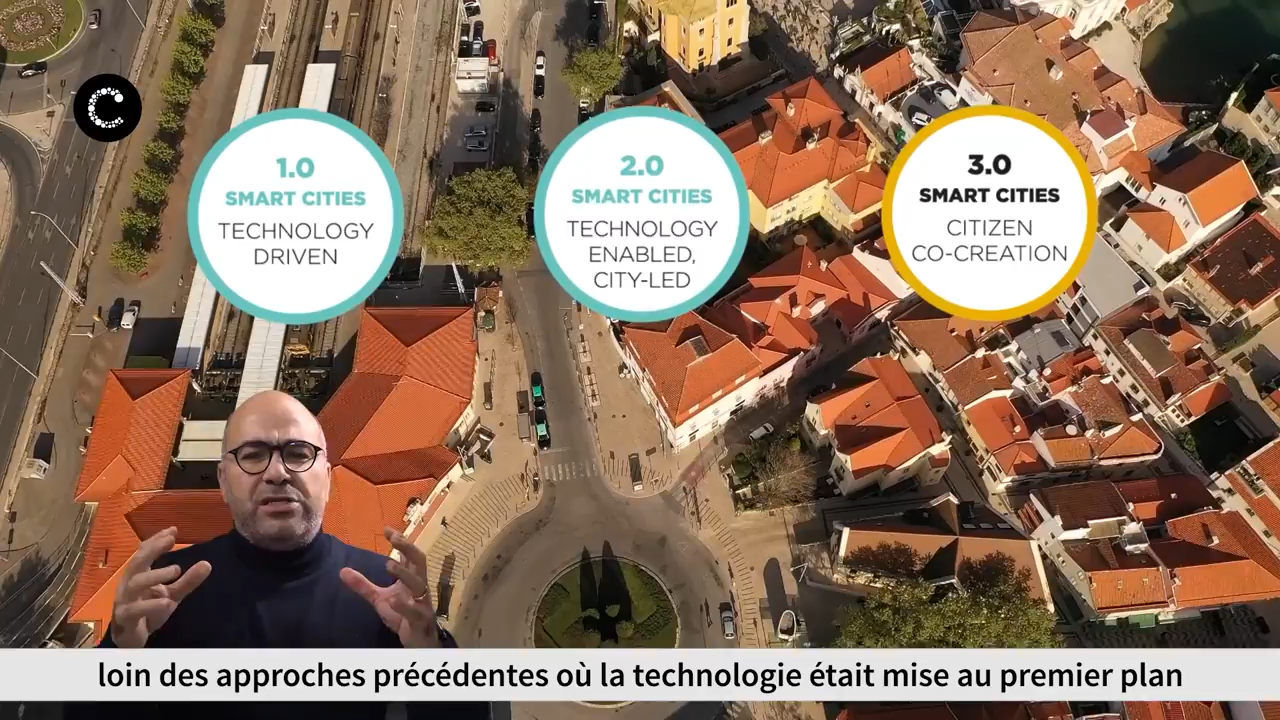 1.0
SMART CITIES
TECHNOLOGY
DRIVEN
2.0
SMART CITIES
TECHNOLOGY
ENABLED,
CITY-LED
3.0
SMART CITIES
CITIZEN
CO-CREATION
loin des approches précédentes où la technologie était mise au premier plan